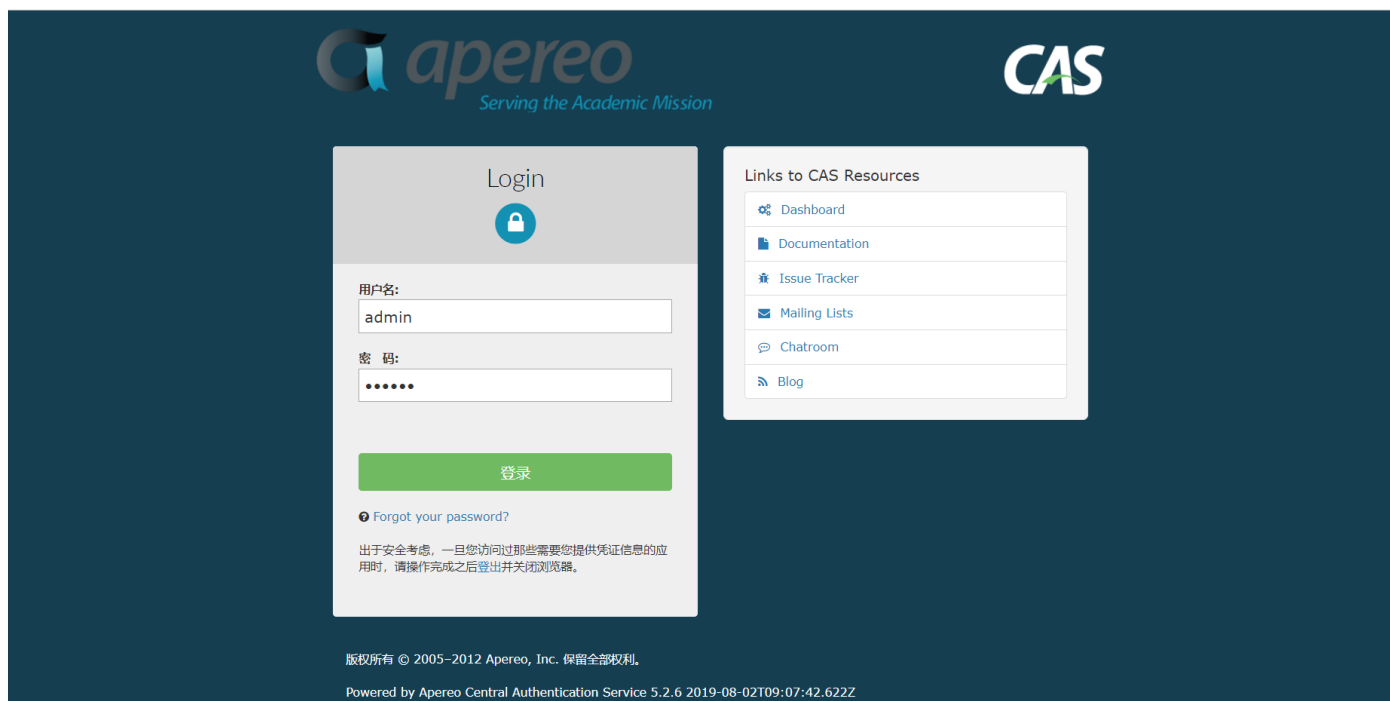 apereo
Serving the Academic Mission
CAS
Login
用户名:
admin
密 码:
••••••
登录
Forgot your password?
出于安全考虑，一旦您访问过那些需要您提供凭证信息的应
用时，请操作完成之后登出并关闭浏览器。
Links to CAS Resources
Dashboard
Documentation
Issue Tracker
Mailing Lists
Chatroom
Blog
版权所有 © 2005–2012 Apereo, Inc. 保留全部权利。
Powered by Apereo Central Authentication Service 5.2.6 2019-08-02T09:07:42.622Z